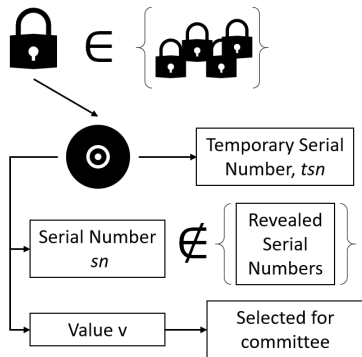 ∈
Temporary Serial
Number, tsn
Serial Number
sn
∉
Revealed
Serial
Numbers
Value v
Selected for
committee